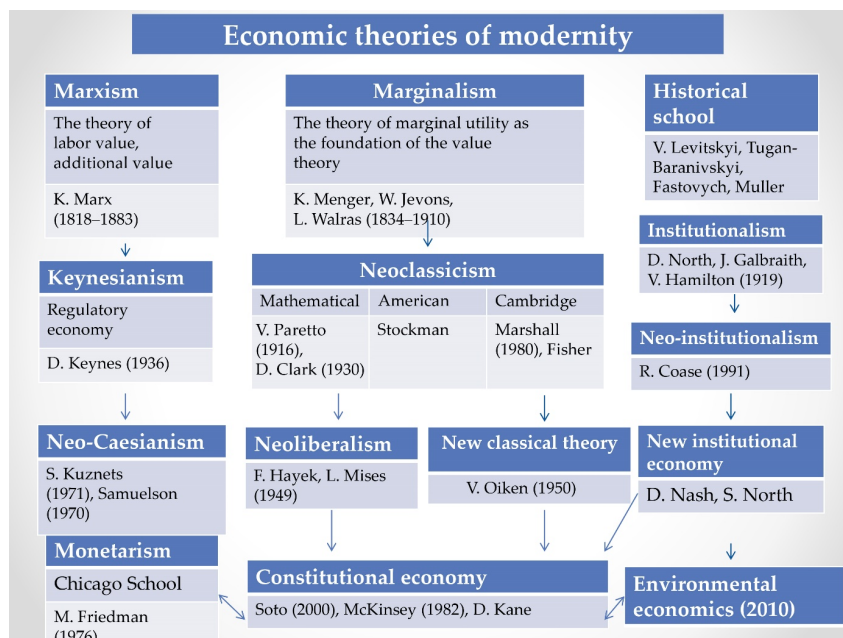 Economic theories of modernity
Marxism
The theory of
labor value,
additional value
K. Marx
(1818–1883)
Marginalism
The theory of marginal utility as
the foundation of the value
theory
K. Menger, W. Jevons,
L. Walras (1834–1910)
Historical
school
V. Levitskyi, Tugan-
Baranivskyi,
Fastovych, Muller
Institutionalism
D. North, J. Galbraith,
V. Hamilton (1919)
Keynesianism
Regulatory
economy
D. Keynes (1936)
Neoclassicism
Mathematical
American
Cambridge
V. Paretto
(1916),
D. Clark (1930)
Stockman
Marshall
(1980), Fisher
Neo-institutionalism
R. Coase (1991)
Neo-Caesianism
S. Kuznets
(1971), Samuelson
(1970)
Neoliberalism
F. Hayek, L. Mises
(1949)
New classical theory
V. Oiken (1950)
New institutional
economy
D. Nash, S. North
Monetarism
Chicago School
M. Friedman
(1976)
Constitutional economy
Soto (2000), McKinsey (1982), D. Kane
Environmental
economics (2010)